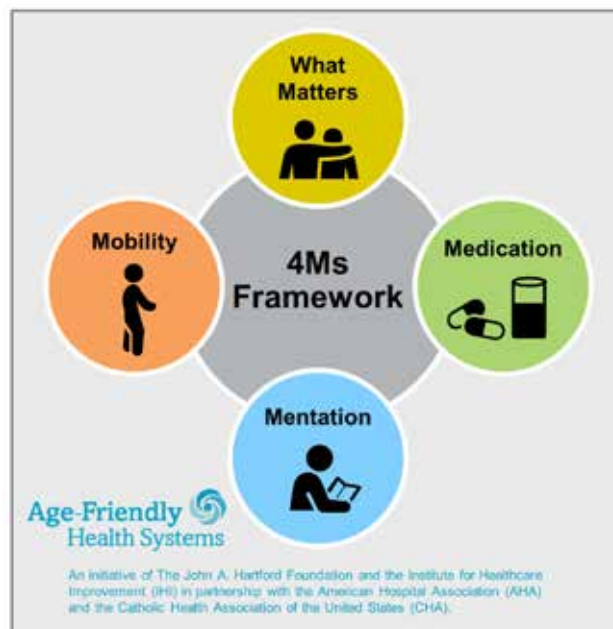 What
Matters
Mobility
4Ms
Framework
Medication
Mentation
Age-Friendly
Health Systems
An initiative of The John A. Hartford Foundation and the Institute for Healthcare
Improvement (IHI) in partnership with the American Hospital Association (AHA)
and the Catholic Health Association of the United States (CHA).